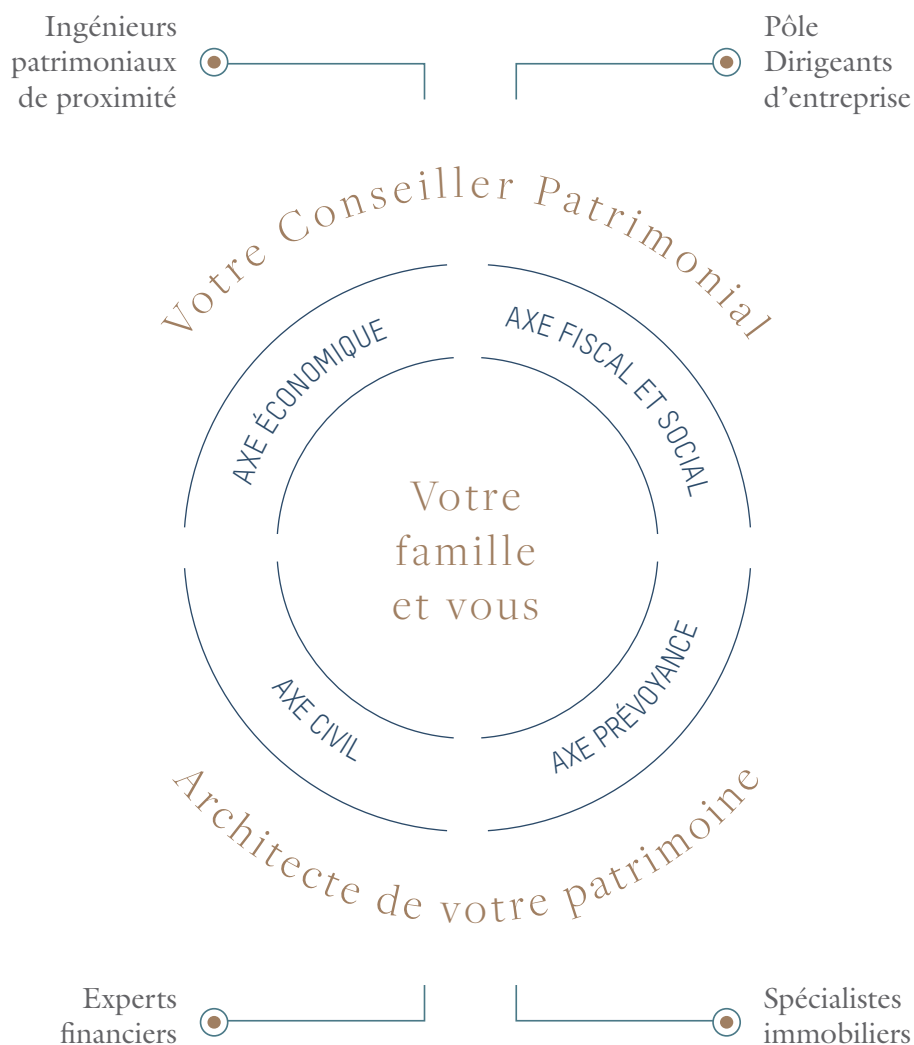 Ingénieurs
patrimoniaux
de proximité
Pôle
Dirigeants
d’entreprise
Votre Conseiller Patrimonial
AXE ÉCONOMIQUE
AXE FISCAL ET SOCIAL
Votre
famille
et vous
AXE CIVIL
AXE PRÉVOYANCE
Architecte de votre patrimoine
Experts
financiers
Spécialistes
immobiliers